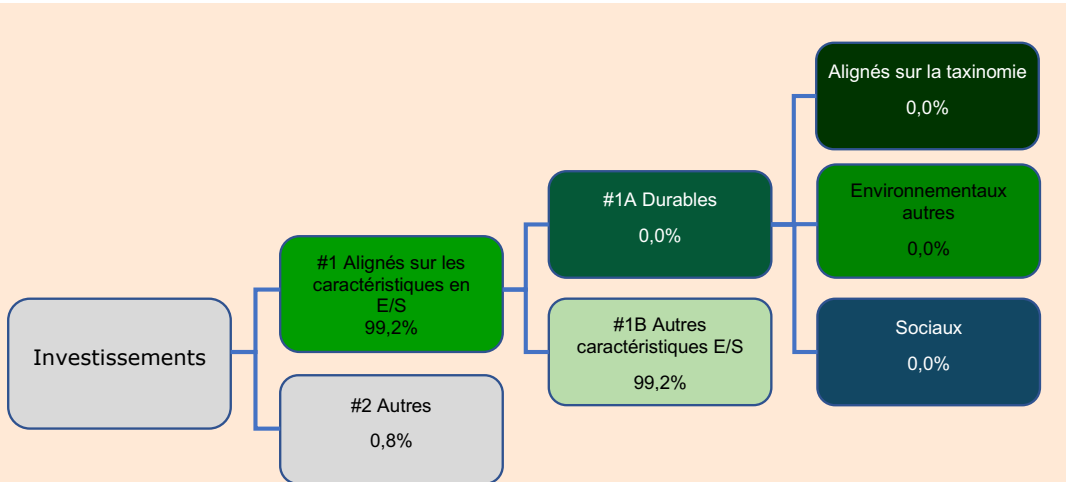 Investissements
#1 Alignés sur les
caractéristiques en
E/S
99,2%
#2 Autres
0,8%
#1A Durables
0,0%
#1B Autres
caractéristiques E/S
99,2%
Alignés sur la taxinomie
0,0%
Environnementaux
autres
0,0%
Sociaux
0,0%